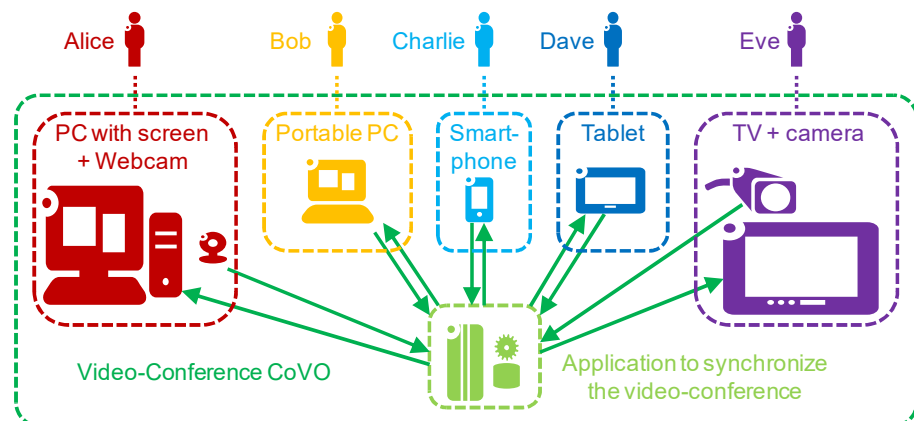 Alice
Bob
Charlie
Dave
Eve
PC with screen
+ Webcam
Portable PC
Smart-
phone
Tablet
TV + camera
Video-Conference CoVO
Application to synchronize
the video-conference